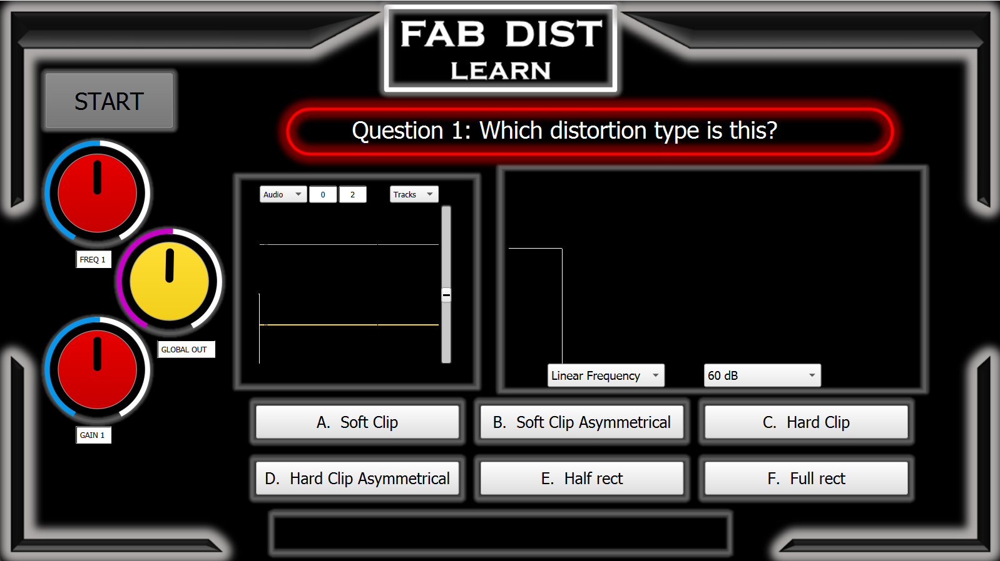 FAB DIST
LEARN
START
Question 1: Which distortion type is this?
Audio 0 2 Tracks
FREQ 1
GLOBAL OUT
GAIN 1
Linear Frequency 60 dB
A. Soft Clip B. Soft Clip Asymmetrical C. Hard Clip
D. Hard Clip Asymmetrical E. Half rect F. Full rect